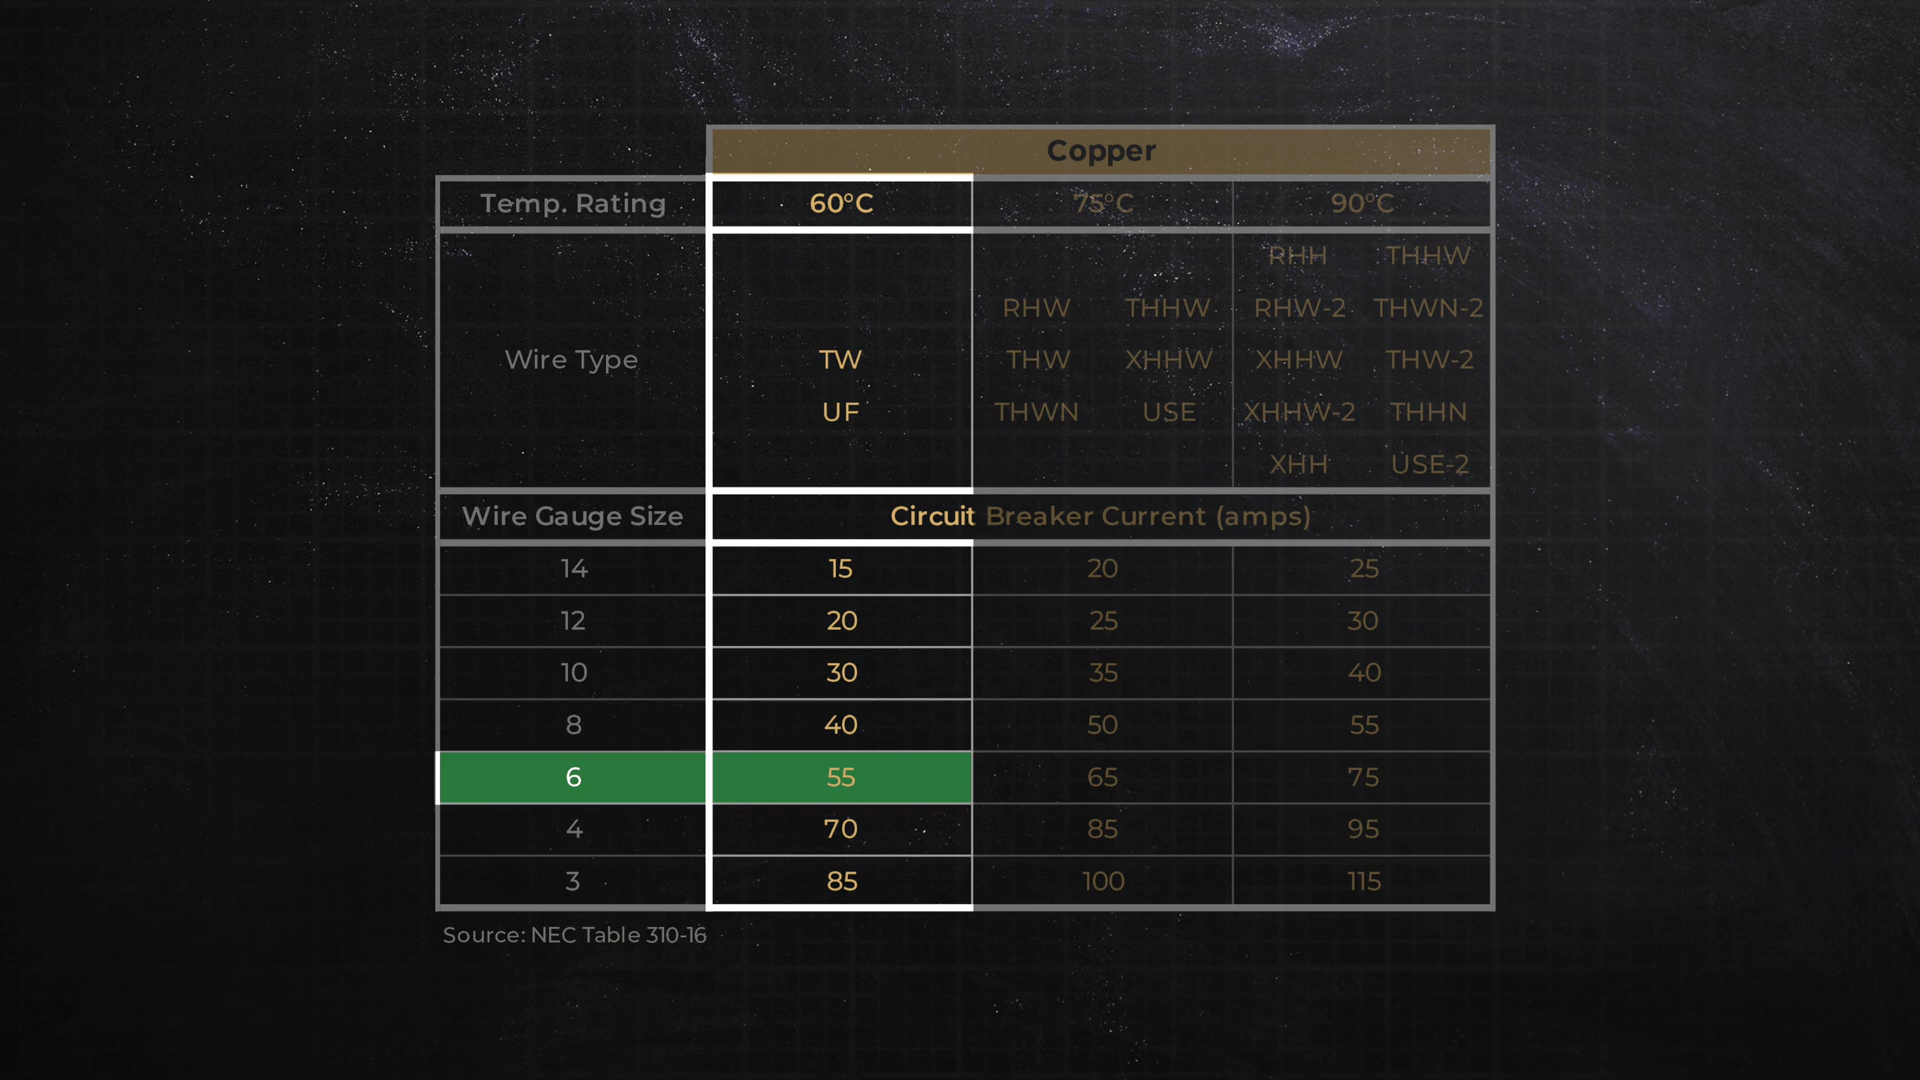 Copper
Temp. Rating 60°C 75°C 90°C
RHH THHW
RHW THHW RHW-2 THWN-2
Wire Type TW THW XHHW XHHW THW-2
UF THWN USE XHHW-2 THHN
XHH USE-2
Wire Gauge Size Circuit Breaker Current (amps)
14 15 20 25
12 20 25 30
10 30 35 40
8 40 50 55
6 55 65 75
4 70 85 95
3 85 100 115
Source: NEC Table 310-16